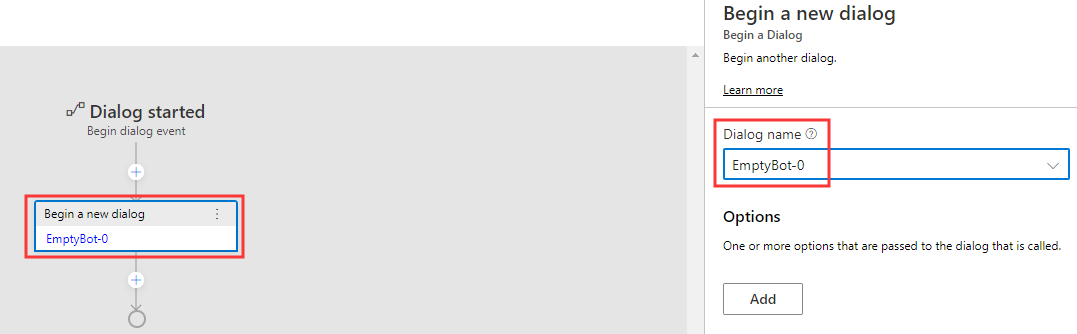 Dialog started
Begin dialog event
Begin a new dialog
EmptyBot-0
Begin a new dialog
Begin a Dialog
Begin another dialog.
Learn more
Dialog name
EmptyBot-0
Options
One or more options that are passed to the dialog that is called.
Add